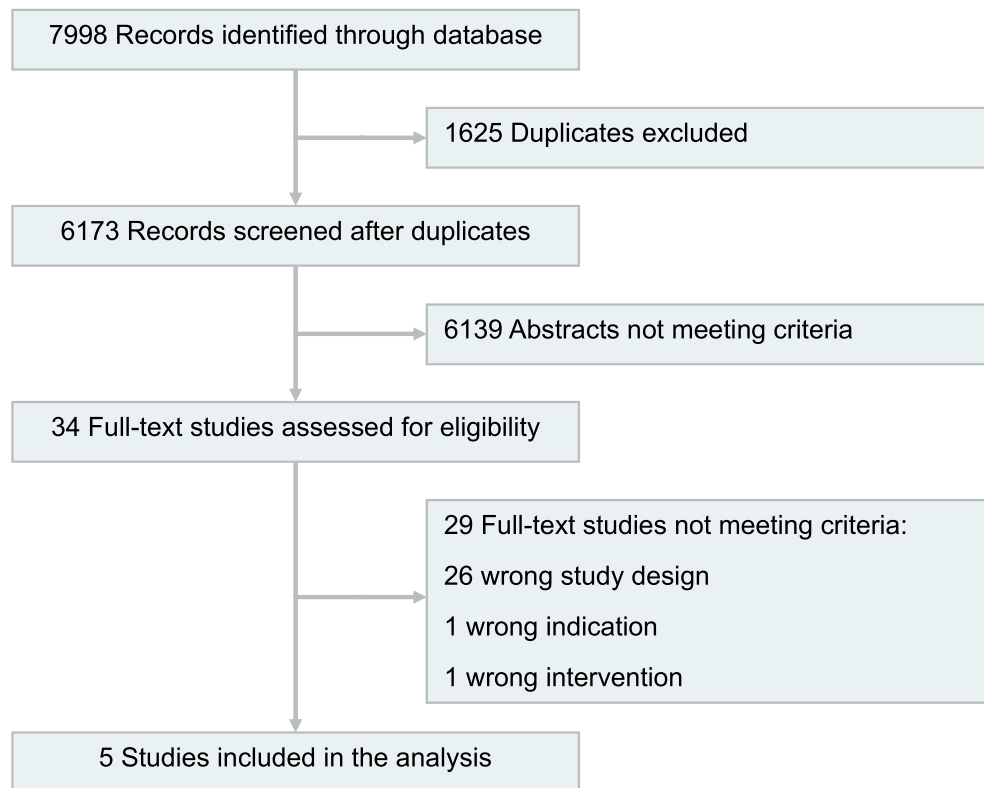 7998 Records identified through database
1625 Duplicates excluded
6173 Records screened after duplicates
6139 Abstracts not meeting criteria
34 Full-text studies assessed for eligibility
29 Full-text studies not meeting criteria:
26 wrong study design
1 wrong indication
1 wrong intervention
5 Studies included in the analysis